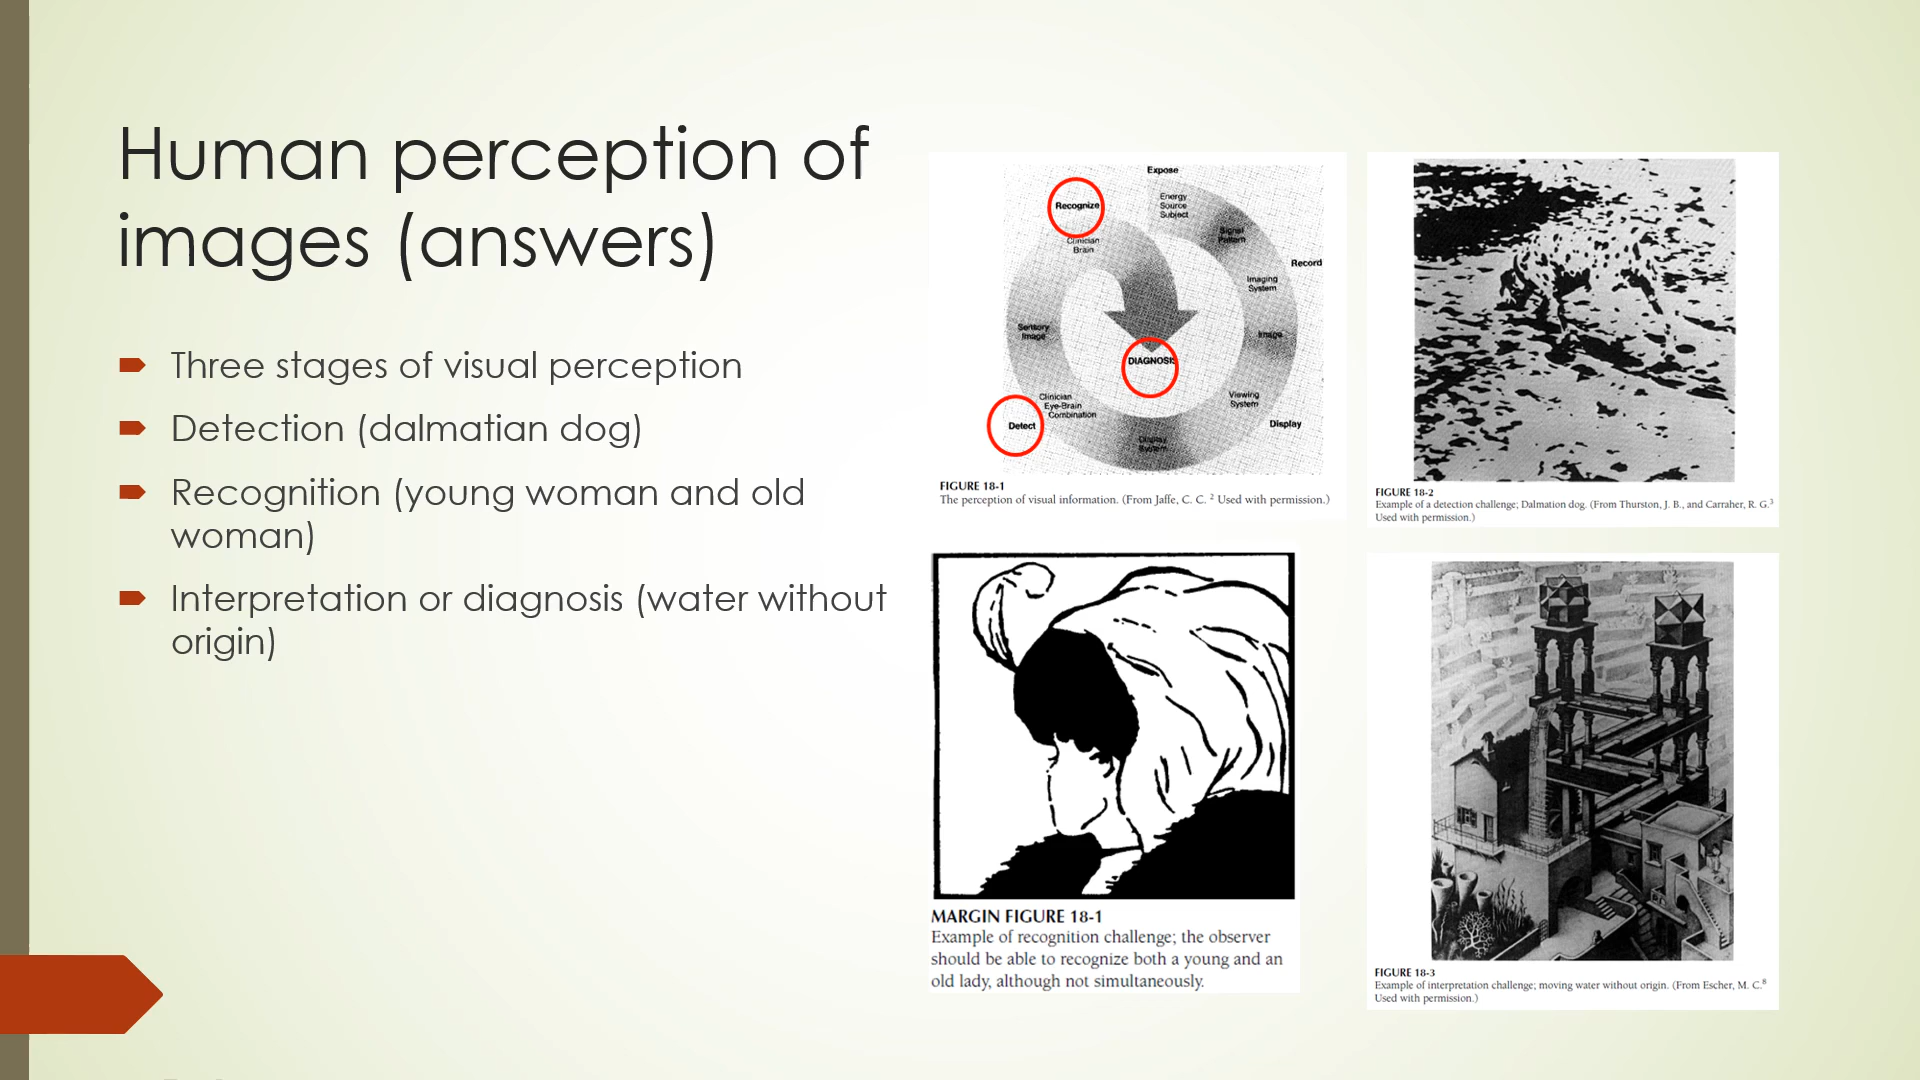 Human perception of
images (answers)
Three stages of visual perception
Detection (dalmatian dog)
Recognition (young woman and old
woman)
Interpretation or diagnosis (water without
origin)
Expose
Energy
Source
Subject
Signal
Pattern
Record
Imaging
System
Image
Viewing
System
Display
Display
System
Clinician
Eye-Brain
Combination
Detect
Sensory
Image
Clinician
Brain
Recognize
DIAGNOSIS
FIGURE 18-1
The perception of visual information. (From Jaffe, C. C. 2 Used with permission.)
FIGURE 18-2
Example of a detection challenge; Dalmation dog. (From Thurston, J. B., and Carraher, R. G.3
Used with permission.)
MARGIN FIGURE 18-1
Example of recognition challenge; the observer
should be able to recognize both a young and an
old lady, although not simultaneously.
FIGURE 18-3
Example of interpretation challenge; moving water without origin. (From Escher, M. C.8
Used with permission.)